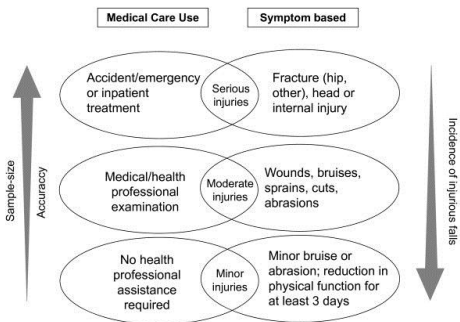 Medical Care Use
Symptom based
Accident/emergency
or inpatient
treatment
Serious
injuries
Fracture (hip,
other), head or
internal injury
Medical/health
professional
examination
Moderate
injuries
Wounds, bruises,
sprains, cuts,
abrasions
No health
professional
assistance
required
Minor
injuries
Minor bruise or
abrasion; reduction in
physical function for
at least 3 days
Sample-size
Accuraccy
Incidence of injurious falls